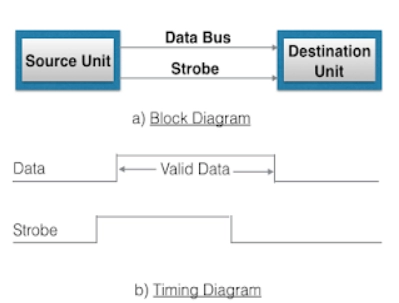 Data Bus
Source Unit
Strobe
Destination
Unit
a) Block Diagram
Data
Valid Data
Strobe
b) Timing Diagram